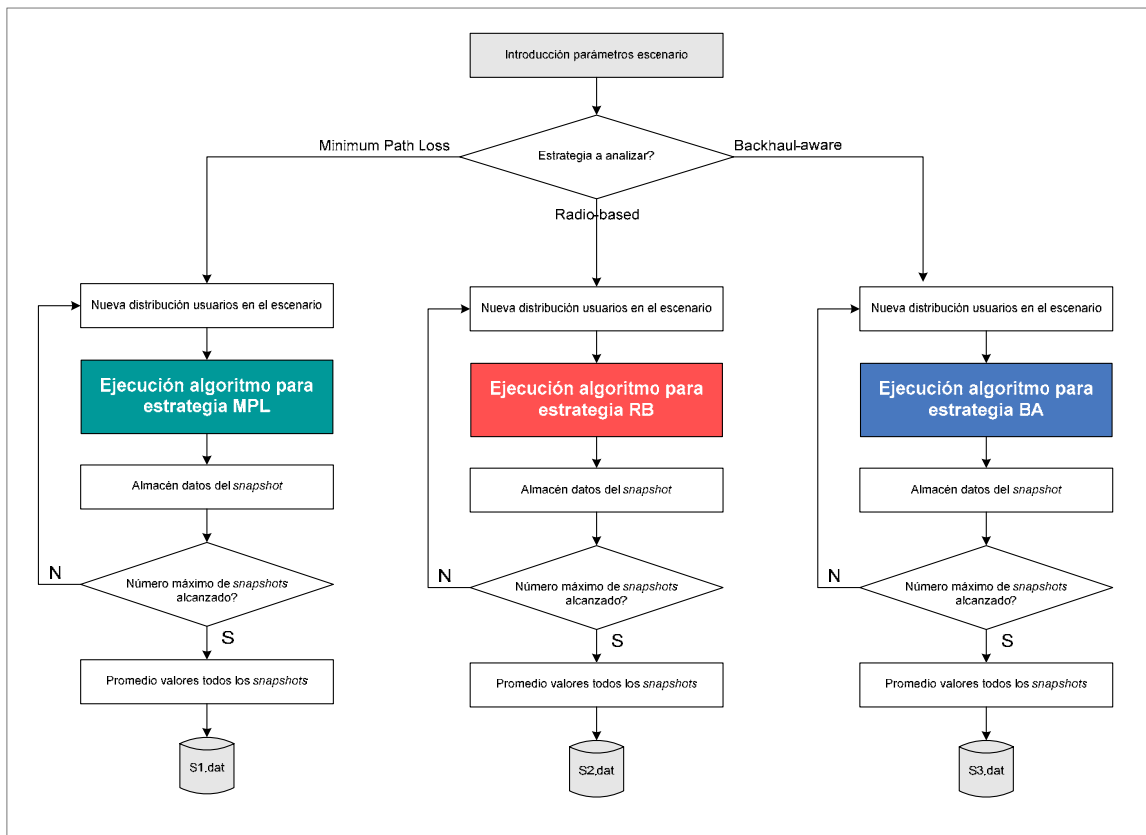 Introducción parámetros escenario
Estrategia a analizar?
Minimum Path Loss
Backhaul-aware
Radio-based
Nueva distribución usuarios en el escenario
Ejecución algoritmo para
estrategia MPL
Almacén datos del snapshot
Número máximo de snapshots
alcanzado?
N
S
Promedio valores todos los snapshots
S1.dat
Nueva distribución usuarios en el escenario
Ejecución algoritmo para
estrategia RB
Almacén datos del snapshot
Número máximo de snapshots
alcanzado?
N
S
Promedio valores todos los snapshots
S2.dat
Nueva distribución usuarios en el escenario
Ejecución algoritmo para
estrategia BA
Almacén datos del snapshot
Número máximo de snapshots
alcanzado?
N
S
Promedio valores todos los snapshots
S3.dat